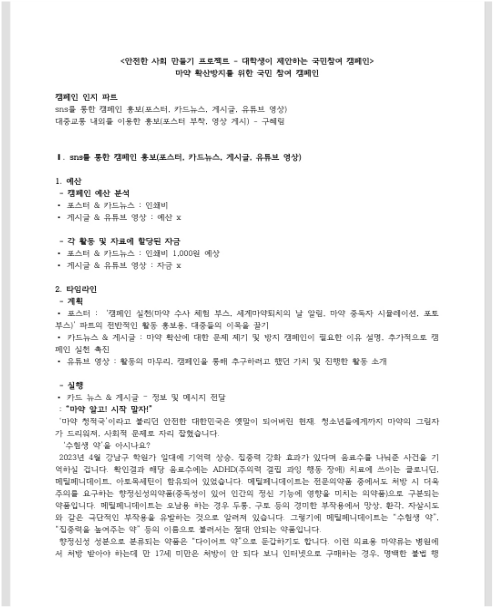 <안전한 사회 만들기 프로젝트 - 대학생이 제안하는 국민참여 캠페인>
마약 확산방지를 위한 국민 참여 캠페인
캠페인 인지 파트
sns를 통한 캠페인 홍보(포스터, 카드뉴스, 게시글, 유튜브 영상)
대중교통 내외을 이용한 홍보(포스터 부착, 영상 게시) - 구혜림
Ⅱ. sns를 통한 캠페인 홍보(포스터, 카드뉴스, 게시글, 유튜브 영상)
1. 예산
- 캠페인 예산 분석
• 포스터 & 카드뉴스 : 인쇄비
• 게시글 & 유튜브 영상 : 예산 x
- 각 활동 및 자료에 할당된 자금
• 포스터 & 카드뉴스 : 인쇄비 1,000원 예상
• 게시글 & 유튜브 영상 : 자금 x
2. 타임라인
- 계획
• 포스터 : '캠페인 실천(마약 수사 체험 부스, 세계마약퇴치의 날 알림, 마약 중독자 시뮬레이션, 포토
부스)' 파트의 전반적인 활동 홍보용, 대중들의 이목을 끌기
• 카드뉴스 & 게시글 : 마약 확산에 대한 문제 제기 및 방지 캠페인이 필요한 이유 설명, 추가적으로 캠
페인 실천 촉진
• 유튜브 영상 : 활동의 마무리, 캠페인을 통해 추구하려고 했던 가치 및 진행한 활동 소개
- 실행
• 카드 뉴스 & 게시글 - 정보 및 메시지 전달
: "마약 알고! 시작 말자!"
'마약 청적국'이라고 불리던 안전한 대한민국은 옛말이 되어버린 현재. 청소년들에게까지 마약의 그림자
가 드리워져, 사회적 문제로 자리 잡했습니다.
'수험생 약'을 아시나요?
2023년 4월 강남구 학원가 일대에 기억력 상승, 집중력 강화 효과가 있다며 음료수를 나눠준 사건을 기
억하실 겁니다. 확인결과 해당 음료수에는 ADHD(주의력 결핍 과잉 행동 장애) 치료에 쓰이는 클로니딘,
메틸페니데이트, 아토목세틴이 함유되어 있었습니다. 메틸페니데이트는 전문의약품 중에서도 처방 시 더욱
주의를 요구하는 향정신성의약품(중독성이 있어 인간의 정신 기능에 영향을 미치는 의약품)으로 구분되는
약품입니다. 메틸페니데이트는 오남용 하는 경우 두통, 구토 등의 경미한 부작용에서 망상, 환각, 자살시도
와 같은 극단적인 부작용을 유발하는 것으로 알려져 있습니다. 그렇기에 메틸페니데이트는 "수험생 약",
"집중력을 높여주는 약" 등의 이름으로 불려서는 절대 안되는 약품입니다.
향정신성 성분으로 분류되는 약품은 "다이어트 약"으로 둔갑하기도 합니다. 이런 의료용 마약류는 병원에
서 처방 받아야 하는데 만 17세 미만은 처방이 안 되다 보니 인터넷으로 구매하는 경우, 명백한 불법 행